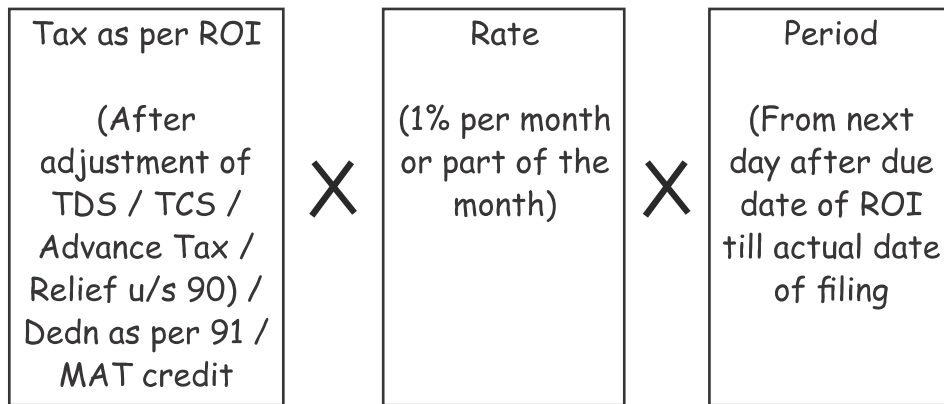 Tax as per ROI
(After
adjustment of
TDS / TCS /
Advance Tax /
Relief u/s 90) /
Dedn as per 91 /
MAT credit
X
Rate
(1% per month
or part of the
month)
X
Period
(From next
day after due
date of ROI
till actual date
of filing